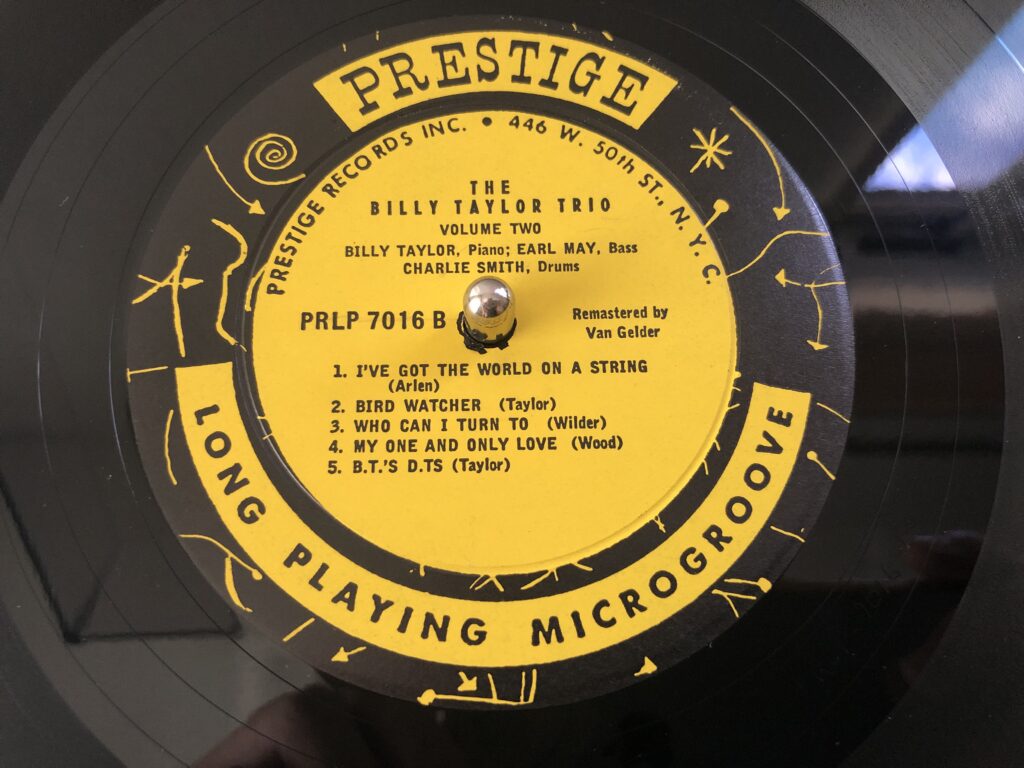 PRESTIGE
PRESTIGE RECORDS INC. • 446 W. 50th ST., N.Y.C.
THE
BILLY TAYLOR TRIO
VOLUME TWO
BILLY TAYLOR, Piano; EARL MAY, Bass
CHARLIE SMITH, Drums
PRLP 7016 B
Remastered by
Van Gelder
1. I'VE GOT THE WORLD ON A STRING
(Arlen)
2. BIRD WATCHER (Taylor)
3. WHO CAN I TURN TO (Wilder)
4. MY ONE AND ONLY LOVE (Wood)
5. B.T.'S D.TS (Taylor)
LONG PLAYING MICROGROOVE